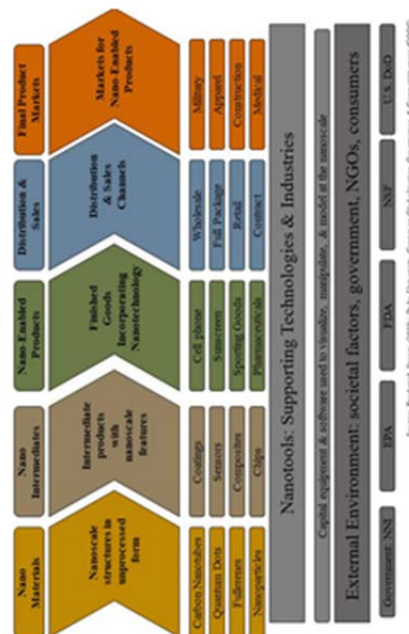 Nano
Materials
Nano
Intermediates
Nano-Enabled
Products
Distribution &
Sales
Final Product
Markets
Nanoscale
structures in
unprocessed
form
Intermediate
products
with
nanoscale
features
Finished
Goods
Incorporating
Nanotechnology
Distribution
& Sales
Channels
Markets for
Nano-Enabled
Products
Carbon Nanotubes
Coatings
Cell phone
Wholesale
Military
Quantum Dots
Sensors
Sunscreen
Full Package
Apparel
Fullerenes
Composites
Sporting Goods
Retail
Construction
Nanoparticles
Chips
Pharmaceuticals
Contract
Medical
Nanotools: Supporting Technologies & Industries
Capital equipment & software used to visualize, manipulate, & model at the nanoscale
External Environment: societal factors, government, NGOs, consumers
Government: NNI
EPA
FDA
NSF
U.S. DoD